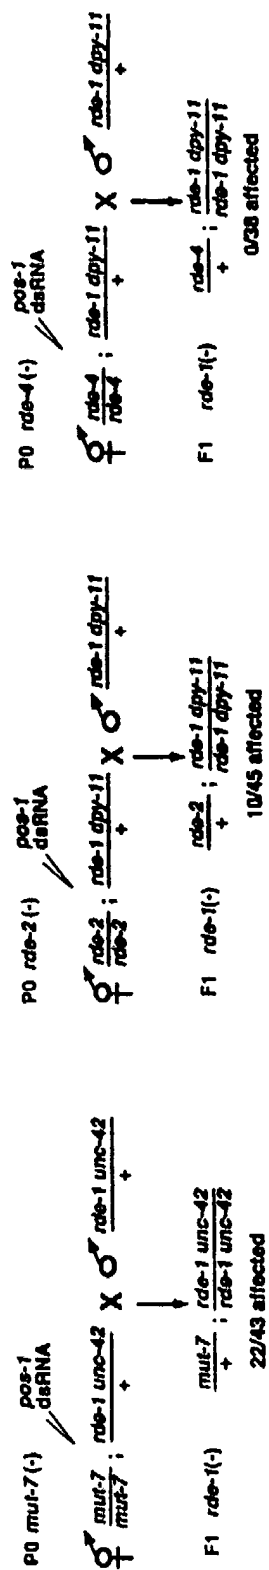 P0 mut-7(-)
pos-1
dsRNA
mut-7
mut-7
;
rde-1 unc-42
+
X
rde-1 unc-42
+
F1 rde-1(-)
mut-7
+
;
rde-1 unc-42
rde-1 unc-42
22/43 affected
P0 rde-2(-)
pos-1
dsRNA
rde-2
rde-2
;
rde-1 dpy-11
+
X
rde-1 dpy-11
+
F1 rde-1(-)
rde-2
+
;
rde-1 dpy-11
rde-1 dpy-11
10/45 affected
P0 rde-4(-)
pos-1
dsRNA
rde-4
rde-4
;
rde-1 dpy-11
+
X
rde-1 dpy-11
+
F1 rde-1(-)
rde-4
+
;
rde-1 dpy-11
rde-1 dpy-11
0/38 affected